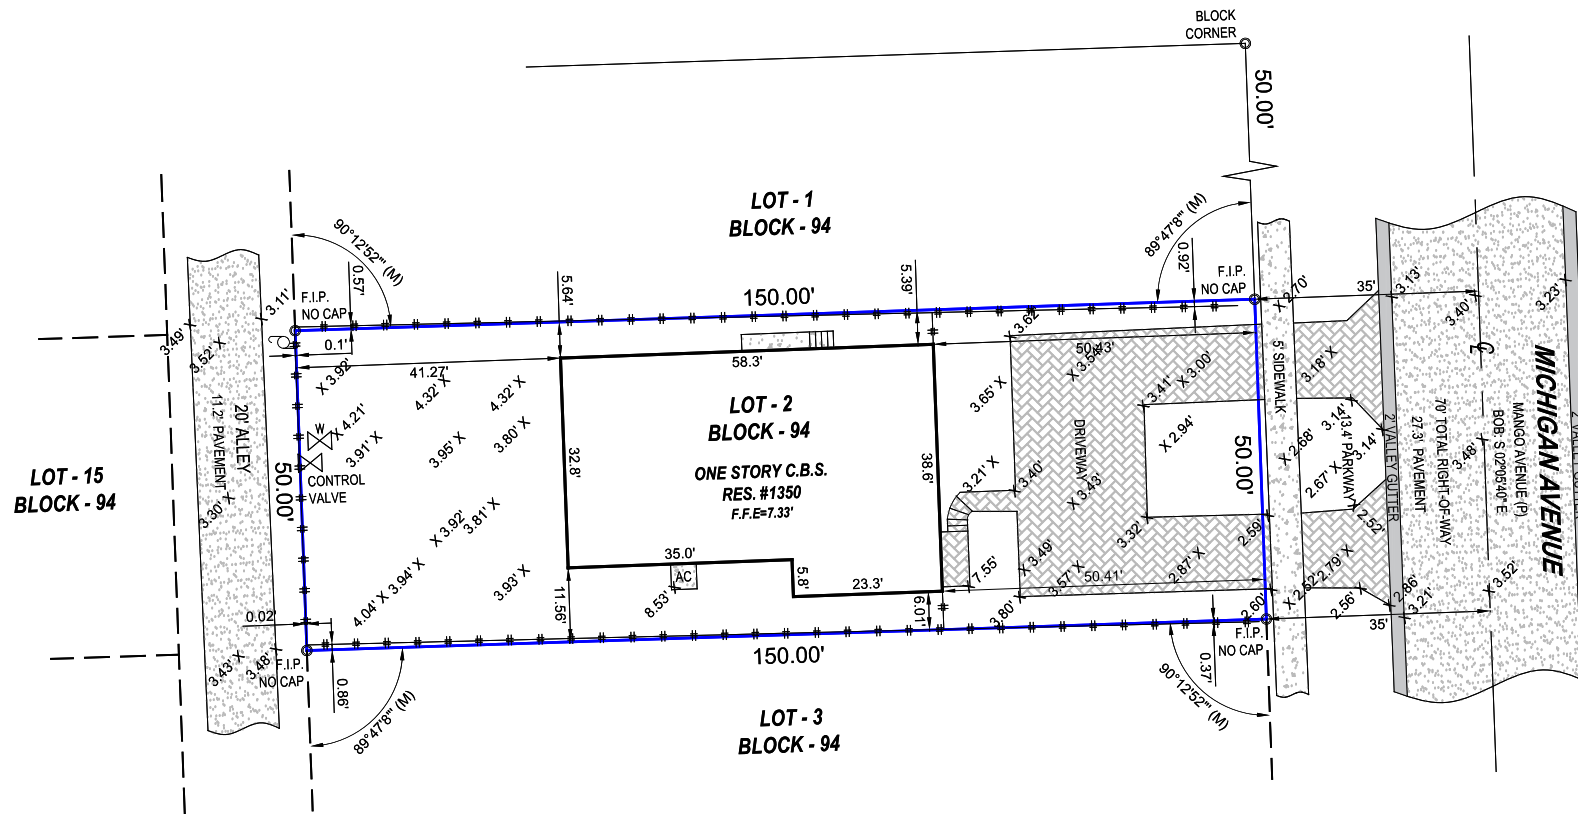 BLOCK
CORNER
50.00'
LOT - 1
BLOCK - 94
90°12'52"' (M)
89°47'8"' (M)
0.57'
5.64'
5.39'
0.92'
F.I.P.
NO CAP
F.I.P.
NO CAP
150.00'
3.11'
3.49' X
3.52' X
0.1'
41.27'
58.3'
50.43'
3.62'
X 2.70'
35'
3.13'
3.40'
3.23' X
X 3.92'
4.32' X
4.32' X
LOT - 2
BLOCK - 94
ONE STORY C.B.S.
RES. #1350
F.F.E=7.33'
32.8'
38.6'
3.65' X
X 3.54'
X 3.00'
3.41'
3.18' X
X 2.94'
DRIVEWAY
5' SIDEWALK
50.00'
X 2.68'
2.67' X
3.14'
3.14'
13.4' PARKWAY
2' VALLEY GUTTER
27.3' PAVEMENT
70' TOTAL RIGHT-OF-WAY
3.48' X
BOB: S 02°05'40" E
MANGO AVENUE (P)
MICHIGAN AVENUE
2' VALLEY GUTTER
20' ALLEY
11.2' PAVEMENT
LOT - 15
BLOCK - 94
50.00'
W
X 4.21'
3.91' X
CONTROL
VALVE
3.95' X
3.80' X
3.30' X
X 3.92'
3.81' X
3.21' X
X 3.40'
X 3.43'
3.32'
2.59'
2.52'
3.94' X
4.04' X
3.93' X
35.0'
AC
5.8'
23.3'
8.53' X
7.55'
X 3.49'
3.57' X
2.87' X
50.41'
3.80' X
2.60'
X 2.52'
2.79' X
2.56'
2.86'
3.21'
X 3.52'
35'
0.02'
11.56'
6.01'
3.43' X
3.48' X
F.I.P.
NO CAP
0.86'
89°47'8"' (M)
150.00'
F.I.P.
NO CAP
0.37'
90°12'52"' (M)
LOT - 3
BLOCK - 94